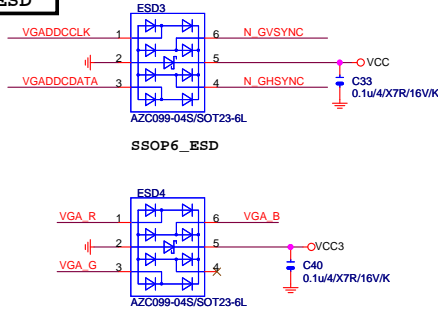 ESD
ESD3
VGADDCCLK 1 6 N_GVSYNC
2 5 VCC
VGADDCDATA 3 4 N_GHSYNC
C33
0.1u/4/X7R/16V/K
AZC099-04S/SOT23-6L
SSOP6_ESD
ESD4
VGA_R 1 6 VGA_B
2 5 VCC3
VGA_G 3 4
C40
0.1u/4/X7R/16V/K
AZC099-04S/SOT23-6L